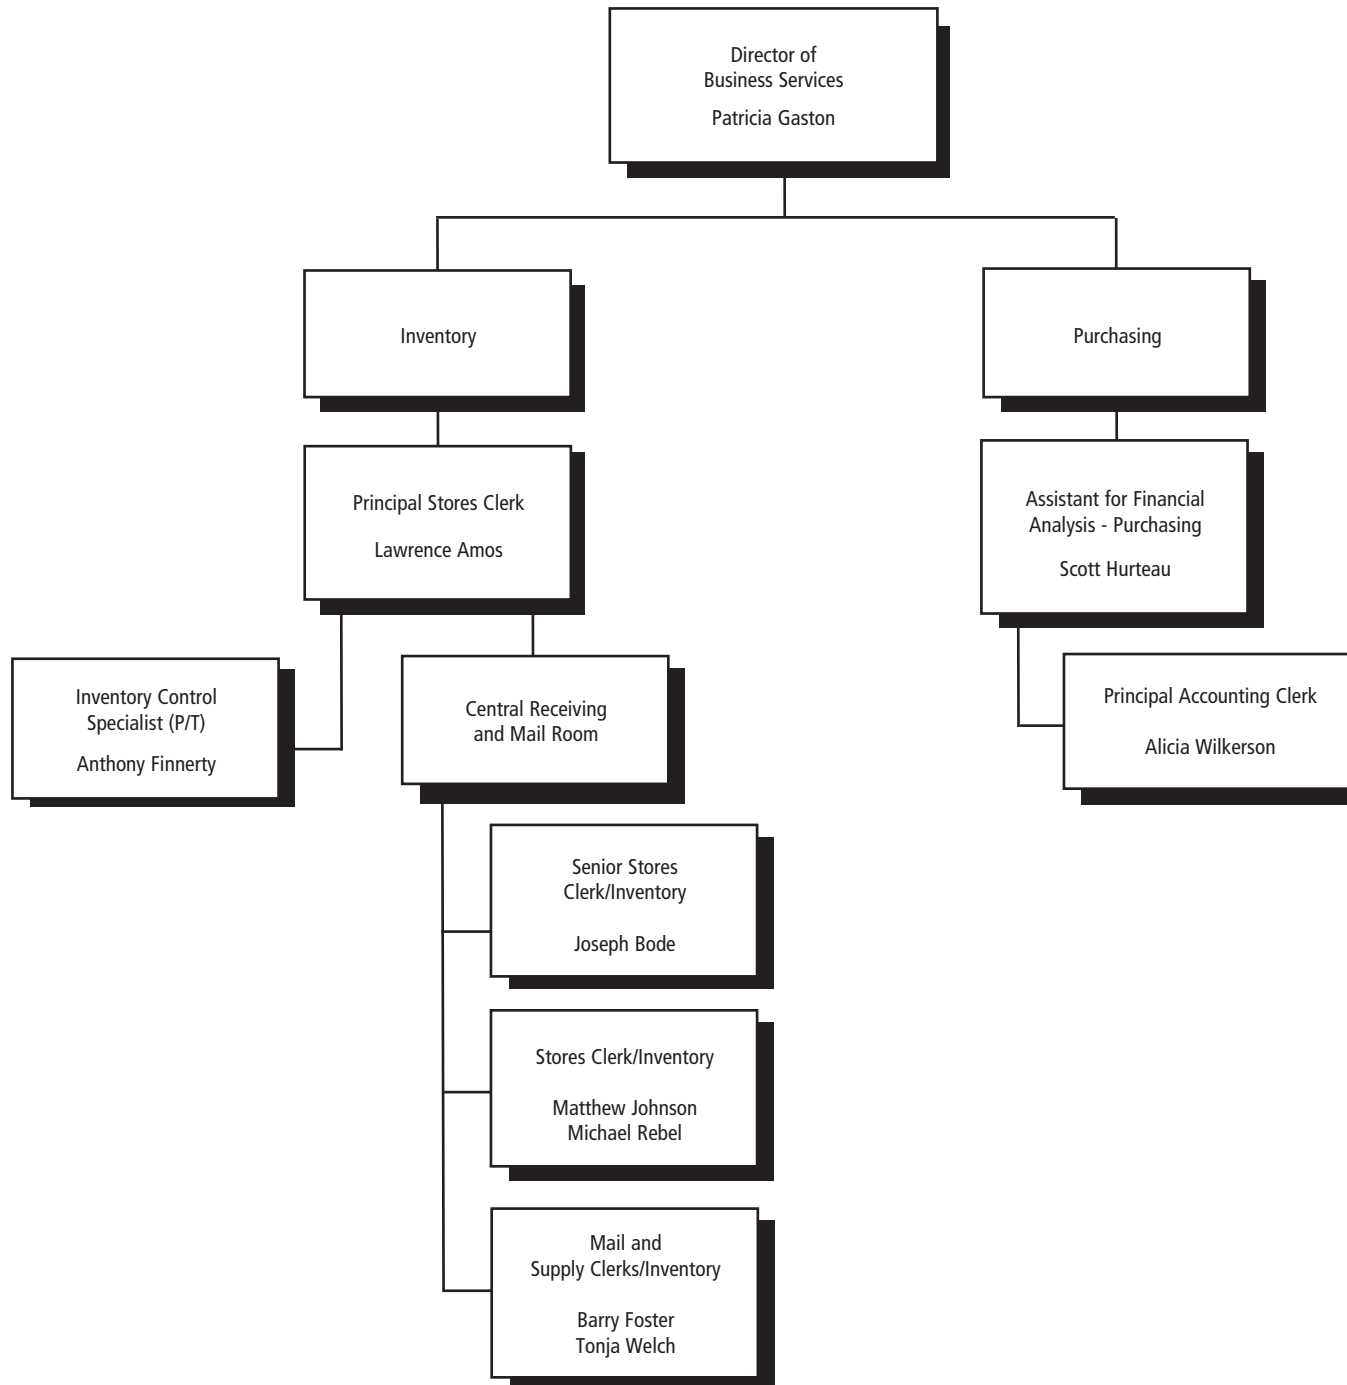 Director of
Business Services
Patricia Gaston
Inventory
Purchasing
Principal Stores Clerk
Lawrence Amos
Assistant for Financial
Analysis - Purchasing
Scott Hurteau
Inventory Control
Specialist (P/T)
Anthony Finnerty
Central Receiving
and Mail Room
Principal Accounting Clerk
Alicia Wilkerson
Senior Stores
Clerk/Inventory
Joseph Bode
Stores Clerk/Inventory
Matthew Johnson
Michael Rebel
Mail and
Supply Clerks/Inventory
Barry Foster
Tonja Welch